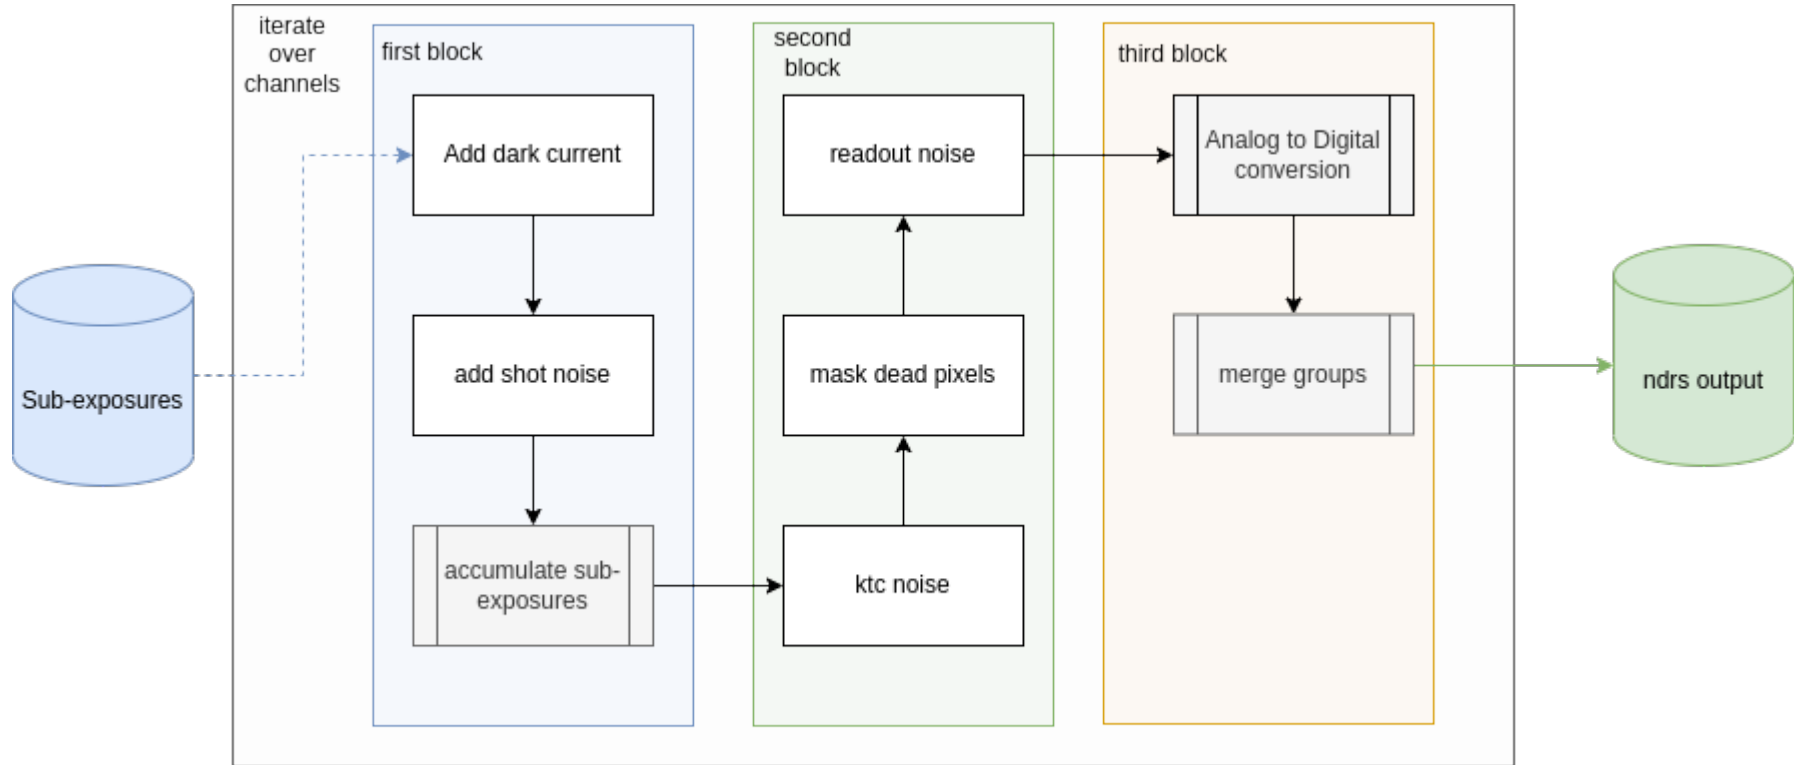 iterate
over
channels
first block
second
block
third block
Add dark current
readout noise
Analog to Digital
conversion
add shot noise
mask dead pixels
merge groups
Sub-exposures
ndrs output
accumulate sub-
exposures
ktc noise